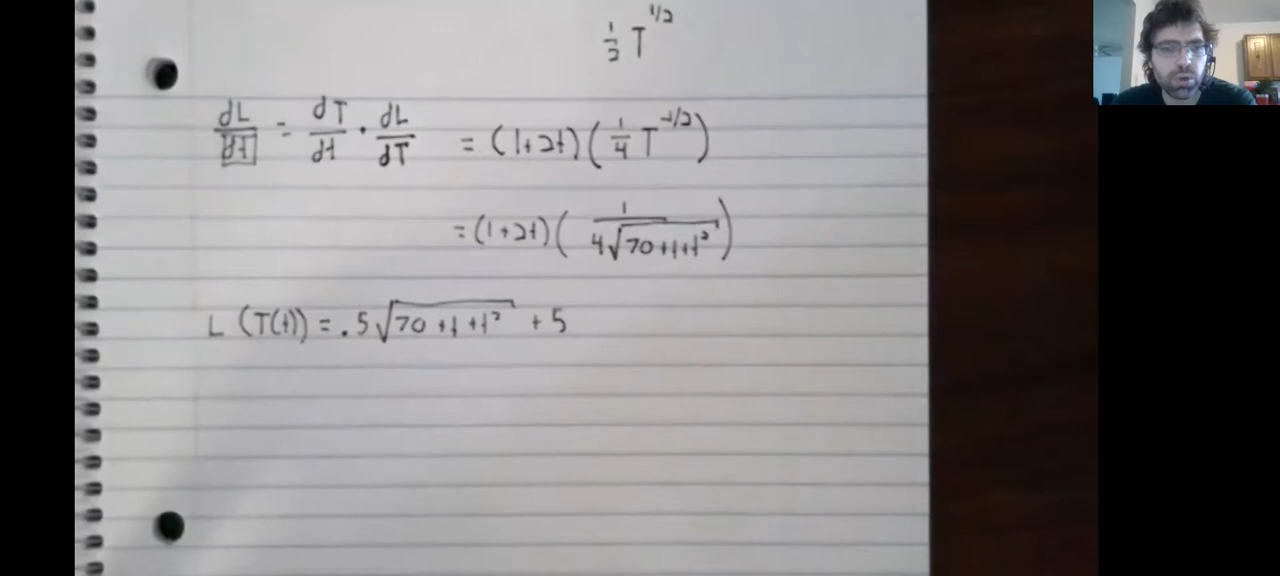 ½ T^1/2
dL/dt = dT/dt · dL/dT = (1+2t)(1/4 T^-1/2)
= (1+2t)(1/4√70+t+t²)
L(T(t)) = .5√70+t+t² + 5